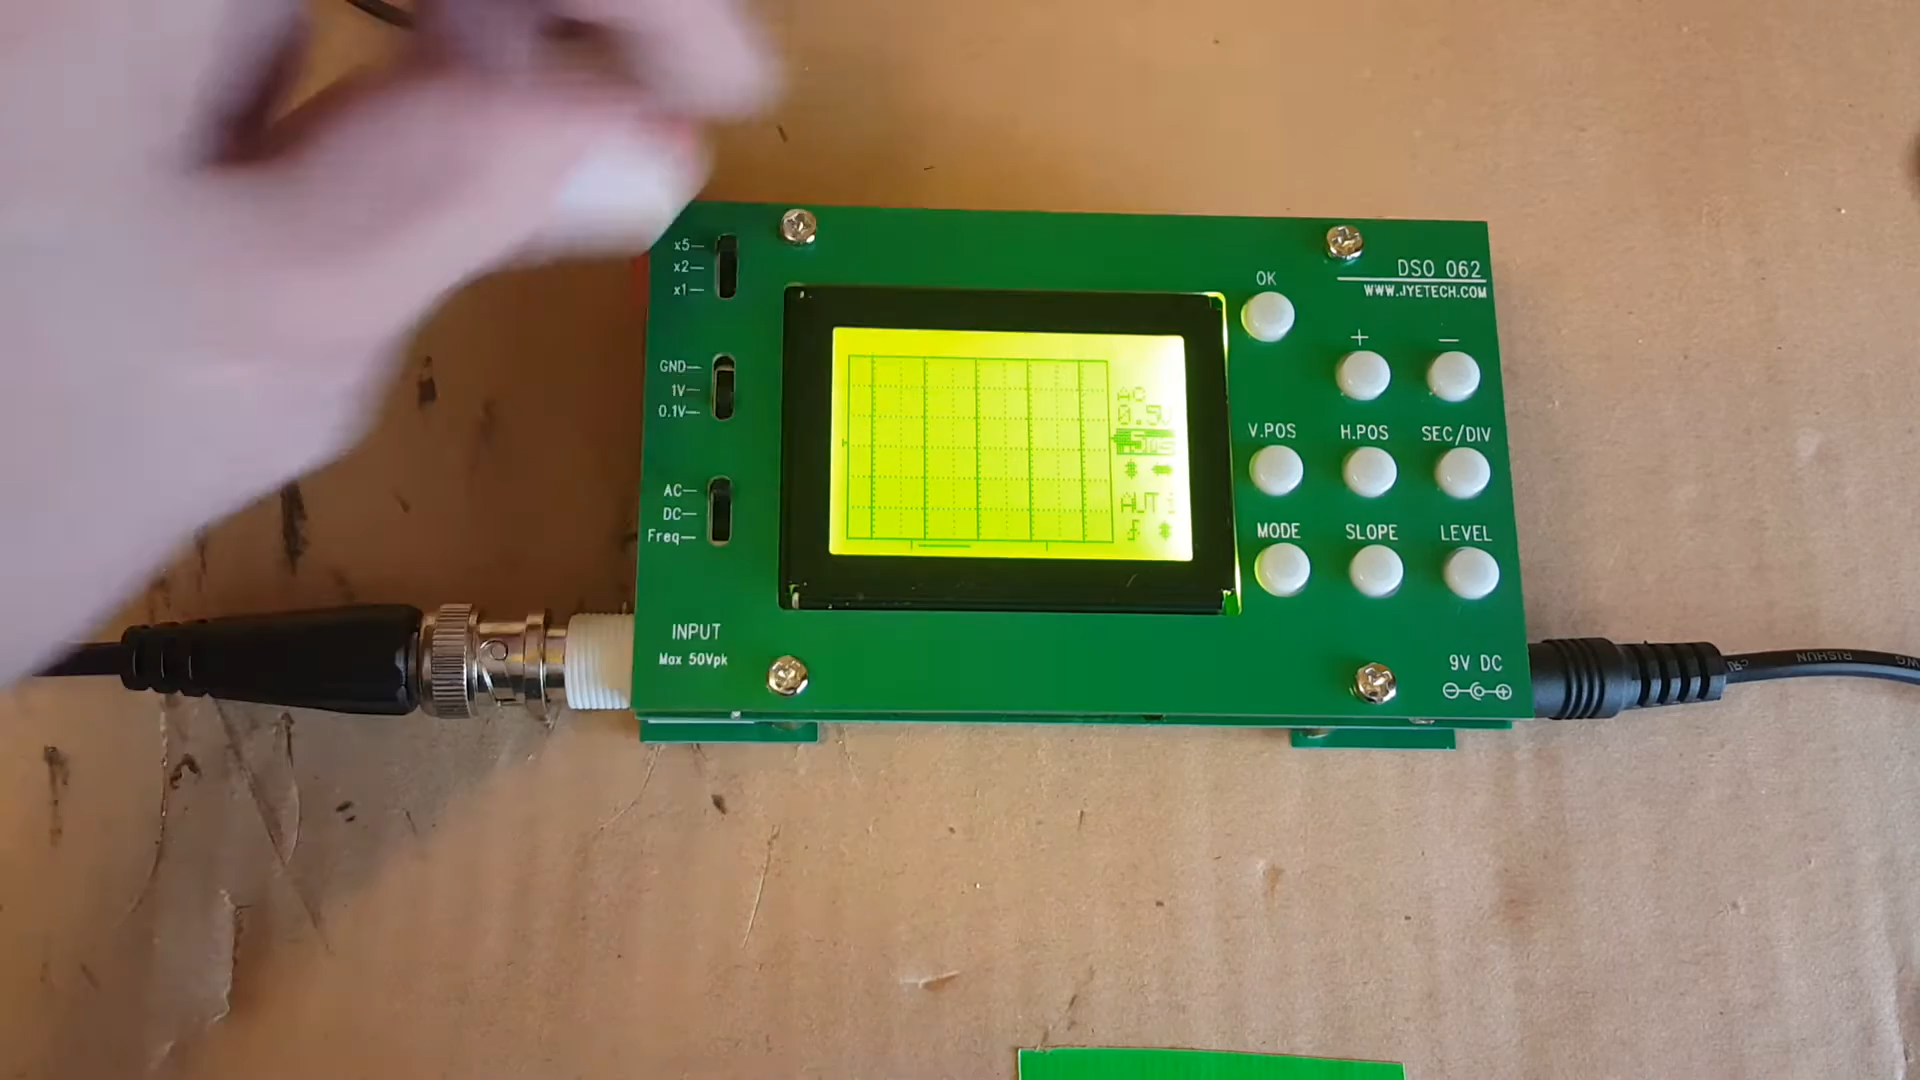 x5
x2
x1
GND
1V
0.1V
AC
DC
Freq
INPUT
Max 50Vpk
AC
0.5V
AUT
OK
DSO 062
WWW.JYETECH.COM
+ −
V.POS H.POS SEC/DIV
MODE SLOPE LEVEL
9V DC
RISHUN